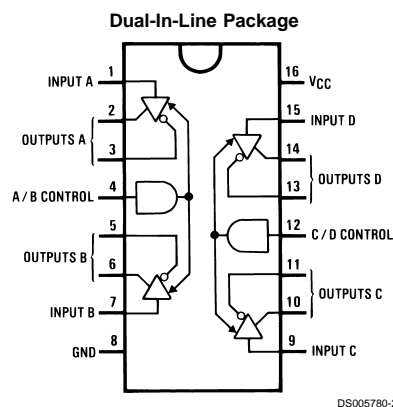 Dual-In-Line Package
1
INPUT A
2
OUTPUTS A
3
4
A/B CONTROL
5
OUTPUTS B
6
7
INPUT B
8
GND
16
VCC
15
INPUT D
14
OUTPUTS D
13
12
C/D CONTROL
11
OUTPUTS C
10
9
INPUT C